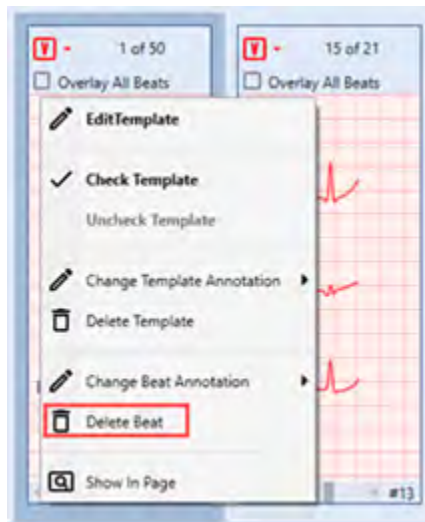 V 1 of 50
V 15 of 21
Overlay All Beats
Overlay All Beats
EditTemplate
Check Template
Uncheck Template
Change Template Annotation
Delete Template
Change Beat Annotation
Delete Beat
Show In Page
#13